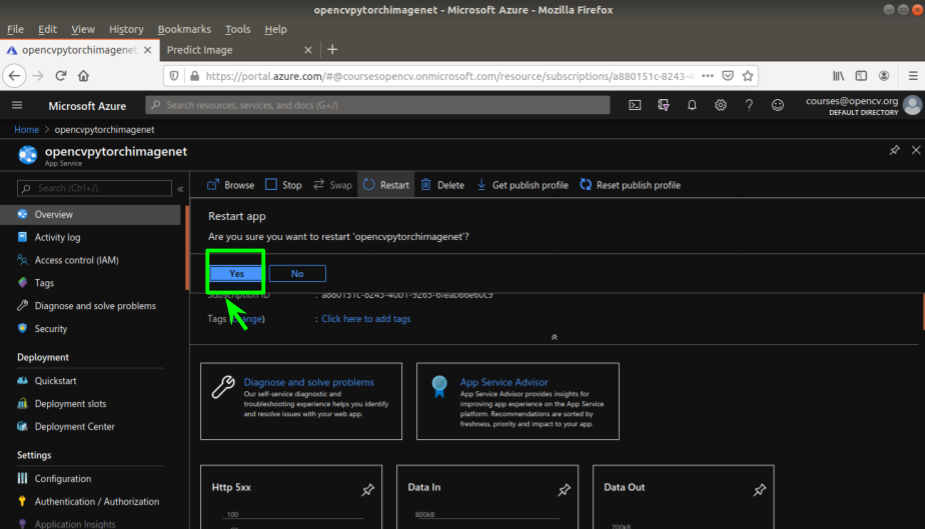 opencvpytorchimagenet - Microsoft Azure - Mozilla Firefox
File Edit View History Bookmarks Tools Help
opencvpytorchimagenet
Predict Image
https://portal.azure.com/#@coursesopencv.onmicrosoft.com/resource/subscriptions/a880151c-8243-4
Microsoft Azure
Search resources, services, and docs (G+/)
courses@opencv.org
DEFAULT DIRECTORY
Home > opencvpytorchimagenet
opencvpytorchimagenet
App Service
Search (Ctrl+/)
Browse Stop Swap Restart Delete Get publish profile Reset publish profile
Overview
Activity log
Access control (IAM)
Tags
Diagnose and solve problems
Security
Deployment
Quickstart
Deployment slots
Deployment Center
Settings
Configuration
Authentication / Authorization
Application Insights
Restart app
Are you sure you want to restart 'opencvpytorchimagenet'?
Yes No
Subscription ID : a880151c-8243-40b1-9265-6feab66e60c9
Tags (change) : Click here to add tags
Diagnose and solve problems
Our self-service diagnostic and
troubleshooting experience helps you identify
and resolve issues with your web app.
App Service Advisor
App Service Advisor provides insights for
improving app experience on the App Service
platform. Recommendations are sorted by
freshness, priority and impact to your app.
Http 5xx
100
Data In
800kB
Data Out
700kB